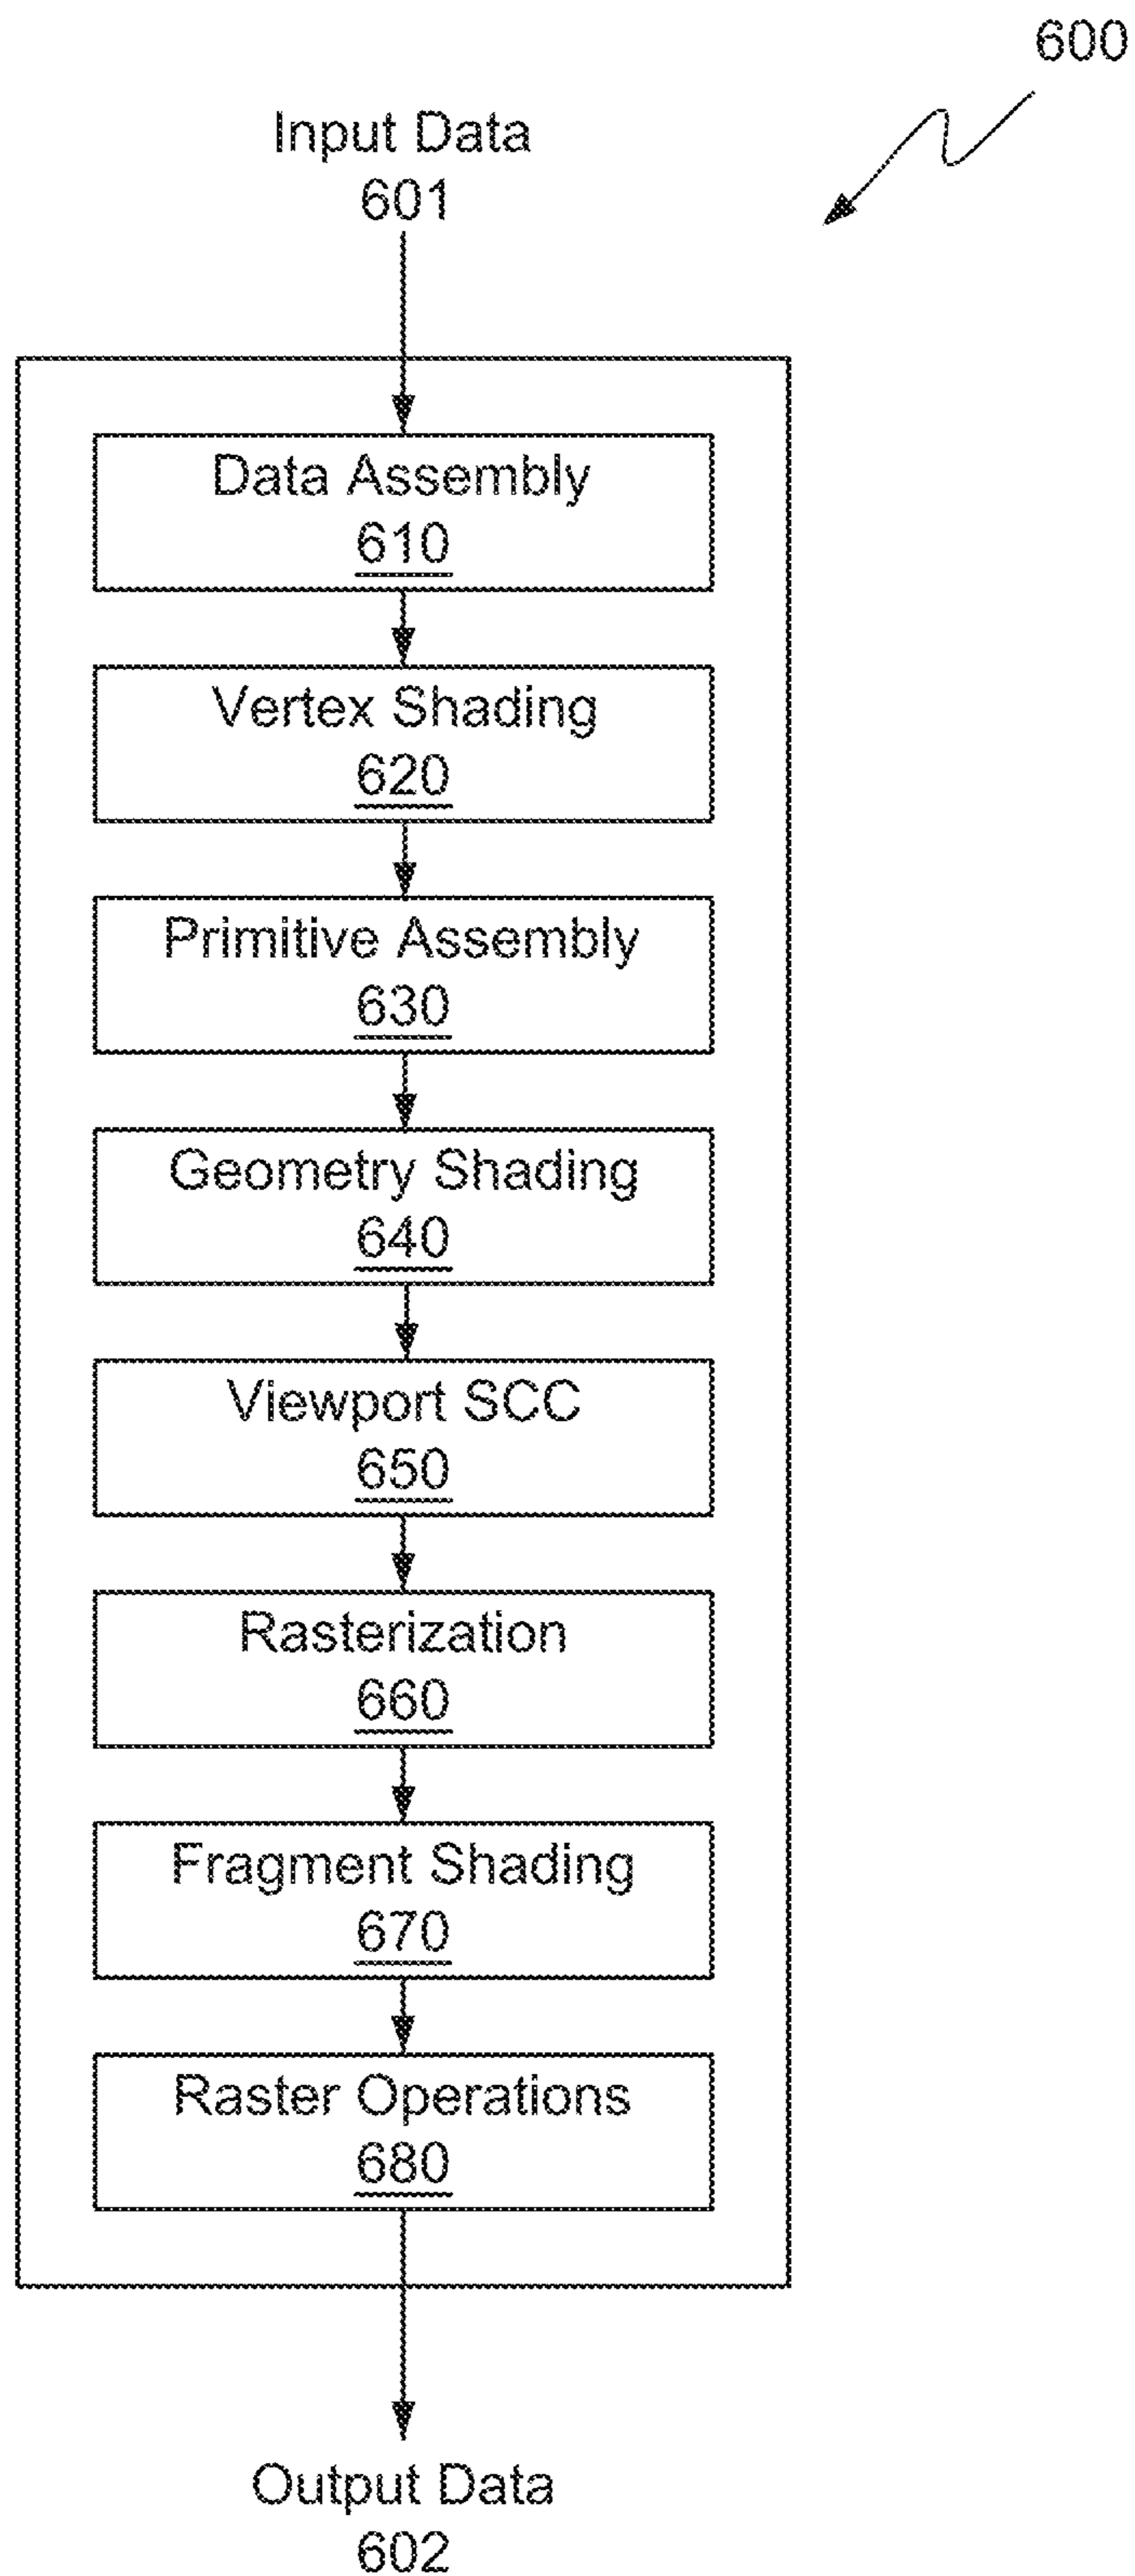 600
Input Data
601
Data Assembly
610
Vertex Shading
620
Primitive Assembly
630
Geometry Shading
640
Viewport SCC
650
Rasterization
660
Fragment Shading
670
Raster Operations
680
Output Data
602